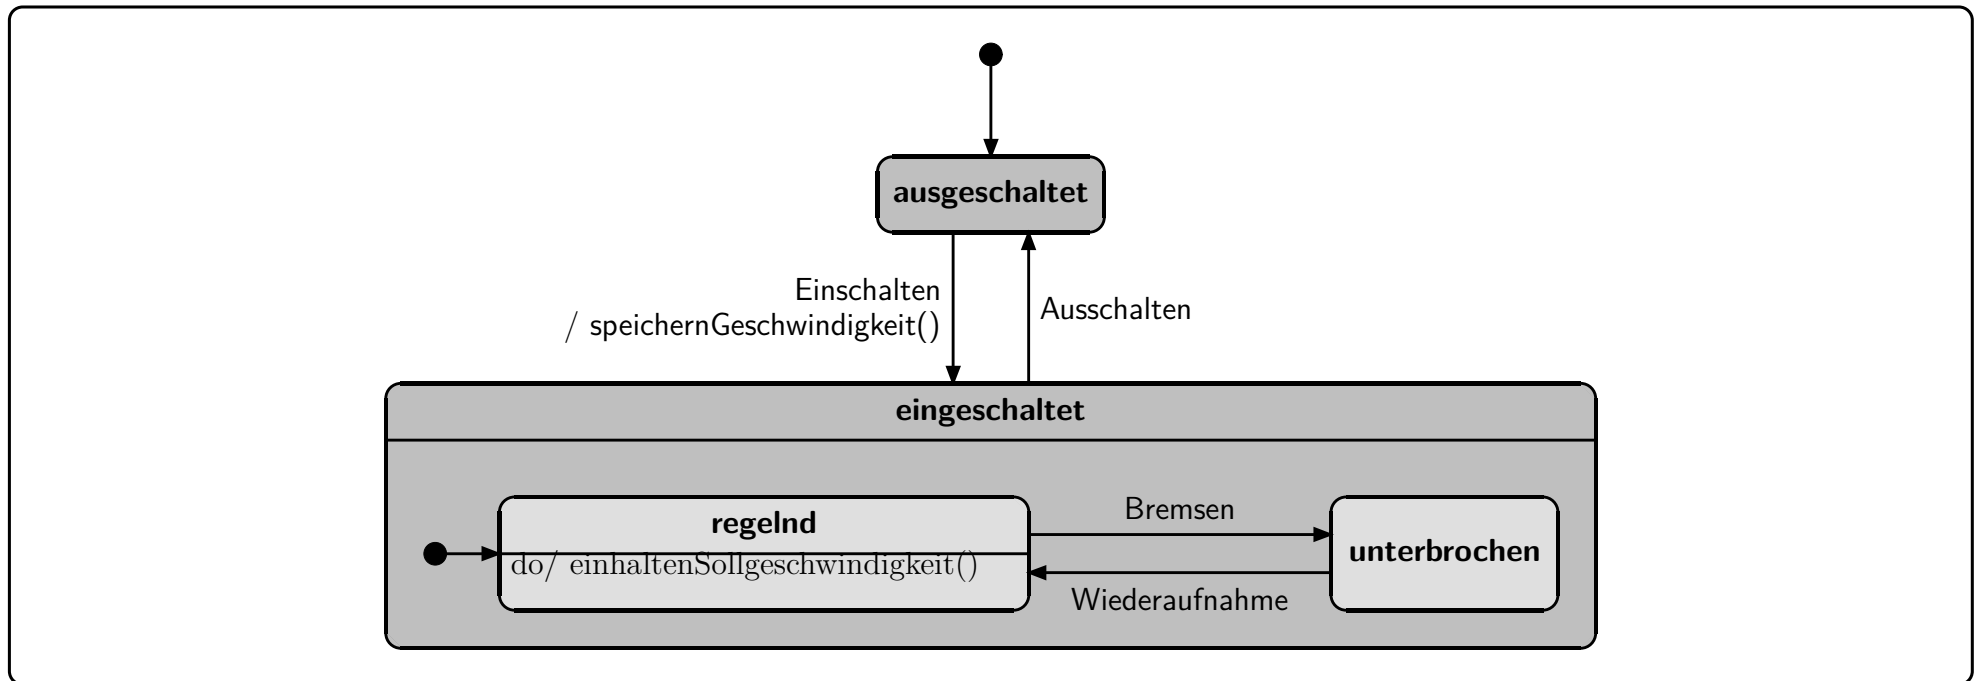 ausgeschaltet
Einschalten
/ speichernGeschwindigkeit()
Ausschalten
eingeschaltet
regelnd
do/ einhaltenSollgeschwindigkeit()
Bremsen
Wiederaufnahme
unterbrochen